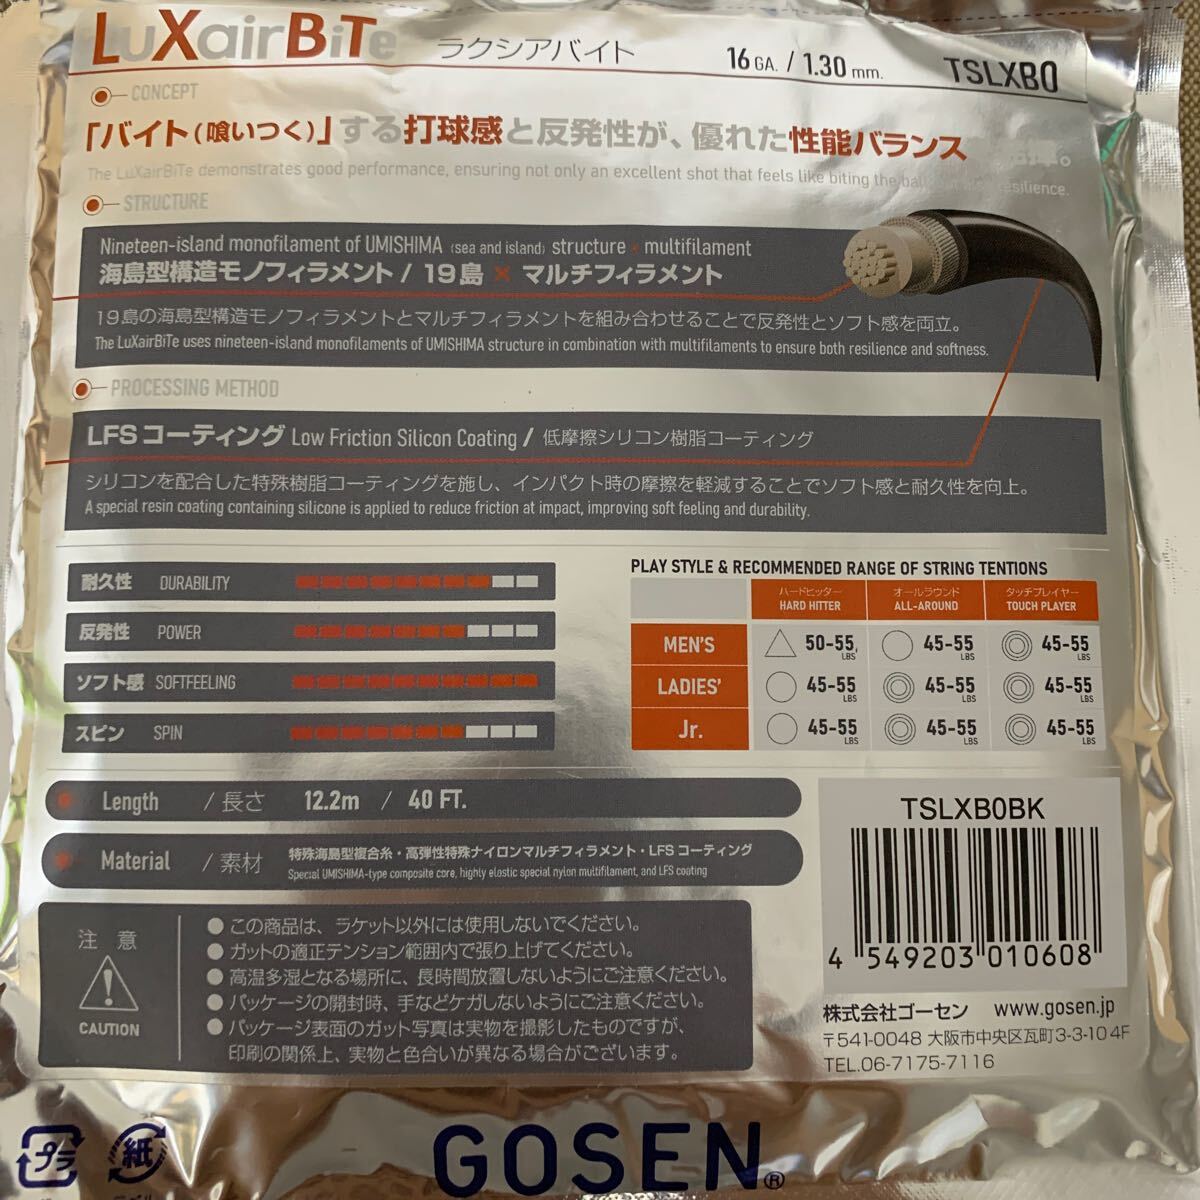 LuXairBiTe ラクシアバイト 16 GA. / 1.30 mm. TSLXB0
CONCEPT
「バイト(喰いつく)」する打球感と反発性が、優れた性能バランス
The LuXairBiTe demonstrates good performance, ensuring not only an excellent shot that feels like biting the ball resilience.
STRUCTURE
Nineteen-island monofilament of UMISHIMA (sea and island) structure × multifilament
海島型構造モノフィラメント / 19島 × マルチフィラメント
19島の海島型構造モノフィラメントとマルチフィラメントを組み合わせることで反発性とソフト感を両立。
The LuXairBiTe uses nineteen-island monofilaments of UMISHIMA structure in combination with multifilaments to ensure both resilience and softness.
PROCESSING METHOD
LFSコーティング Low Friction Silicon Coating / 低摩擦シリコン樹脂コーティング
シリコンを配合した特殊樹脂コーティングを施し、インパクト時の摩擦を軽減することでソフト感と耐久性を向上。
A special resin coating containing silicone is applied to reduce friction at impact, improving soft feeling and durability.
耐久性 DURABILITY
反発性 POWER
ソフト感 SOFTFEELING
スピン SPIN
PLAY STYLE & RECOMMENDED RANGE OF STRING TENTIONS
ハードヒッター オールラウンド タッチプレイヤー
HARD HITTER ALL-AROUND TOUCH PLAYER
MEN'S 50-55 LBS 45-55 LBS 45-55 LBS
LADIES' 45-55 LBS 45-55 LBS 45-55 LBS
Jr. 45-55 LBS 45-55 LBS 45-55 LBS
Length / 長さ 12.2m / 40 FT.
Material / 素材 特殊海島型複合糸・高弾性特殊ナイロンマルチフィラメント・LFSコーティング
Special UMISHIMA-type composite core, highly elastic special nylon multifilament, and LFS coating
注意
CAUTION
● この商品は、ラケット以外には使用しないでください。
● ガットの適正テンション範囲内で張り上げてください。
● 高温多湿となる場所に、長時間放置しないようにご注意ください。
● パッケージの開封時、手などケガしないようにご注意ください。
● パッケージ表面のガット写真は実物を撮影したものですが、
印刷の関係上、実物と色合いが異なる場合がございます。
TSLXB0BK
4 549203 010608
株式会社ゴーセン www.gosen.jp
〒541-0048 大阪市中央区瓦町3-3-10 4F
TEL.06-7175-7116
プラ
紙
GOSEN®